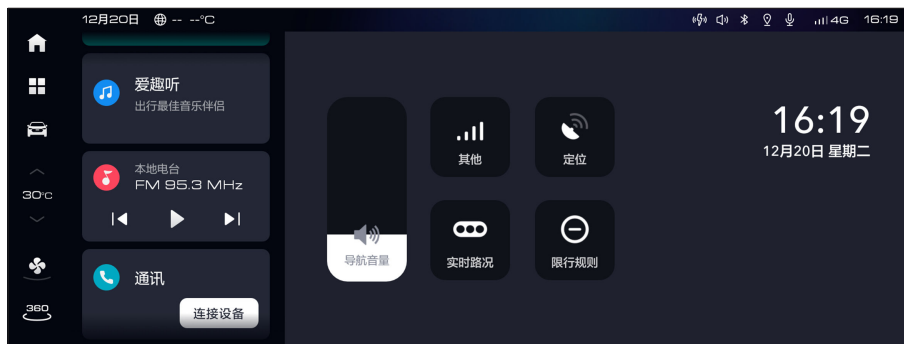 12月20日 -- --°C
4G 16:19
爱趣听
出行最佳音乐伴侣
本地电台
FM 95.3 MHz
30°C
通讯
连接设备
360
导航音量
其他
定位
实时路况
限行规则
16:19
12月20日 星期二